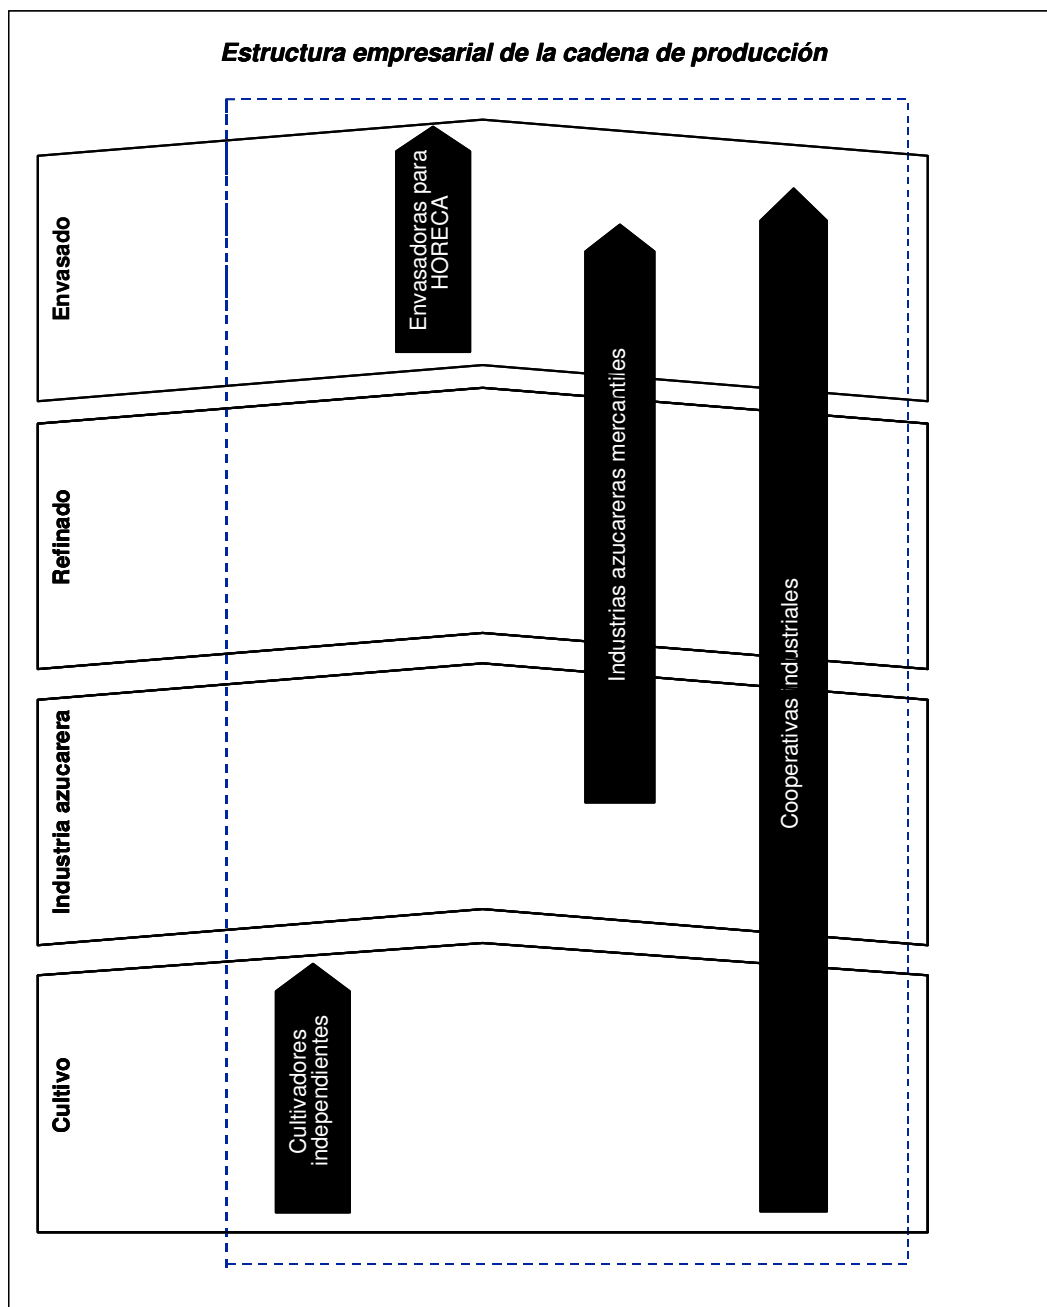 Estructura empresarial de la cadena de producción
Envasado
Envasadoras para
HORECA
Industrias azucareras mercantiles
Refinado
Cooperativas industriales
Industria azucarera
Cultivo
Cultivadores
independientes